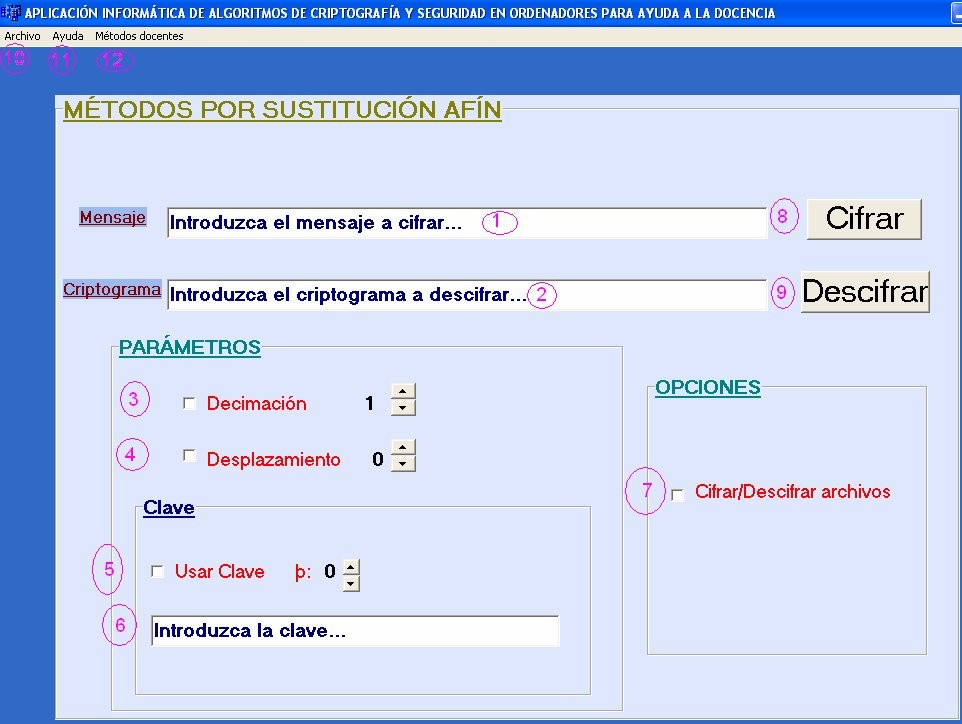 APLICACIÓN INFORMÁTICA DE ALGORITMOS DE CRIPTOGRAFÍA Y SEGURIDAD EN ORDENADORES PARA AYUDA A LA DOCENCIA
Archivo Ayuda Métodos docentes
10 11 12
MÉTODOS POR SUSTITUCIÓN AFÍN
Mensaje Introduzca el mensaje a cifrar... 1 8 Cifrar
Criptograma Introduzca el criptograma a descifrar... 2 9 Descifrar
PARÁMETROS
OPCIONES
3 Decimación 1
4 Desplazamiento 0
7 Cifrar/Descifrar archivos
Clave
5 Usar Clave þ: 0
6 Introduzca la clave...